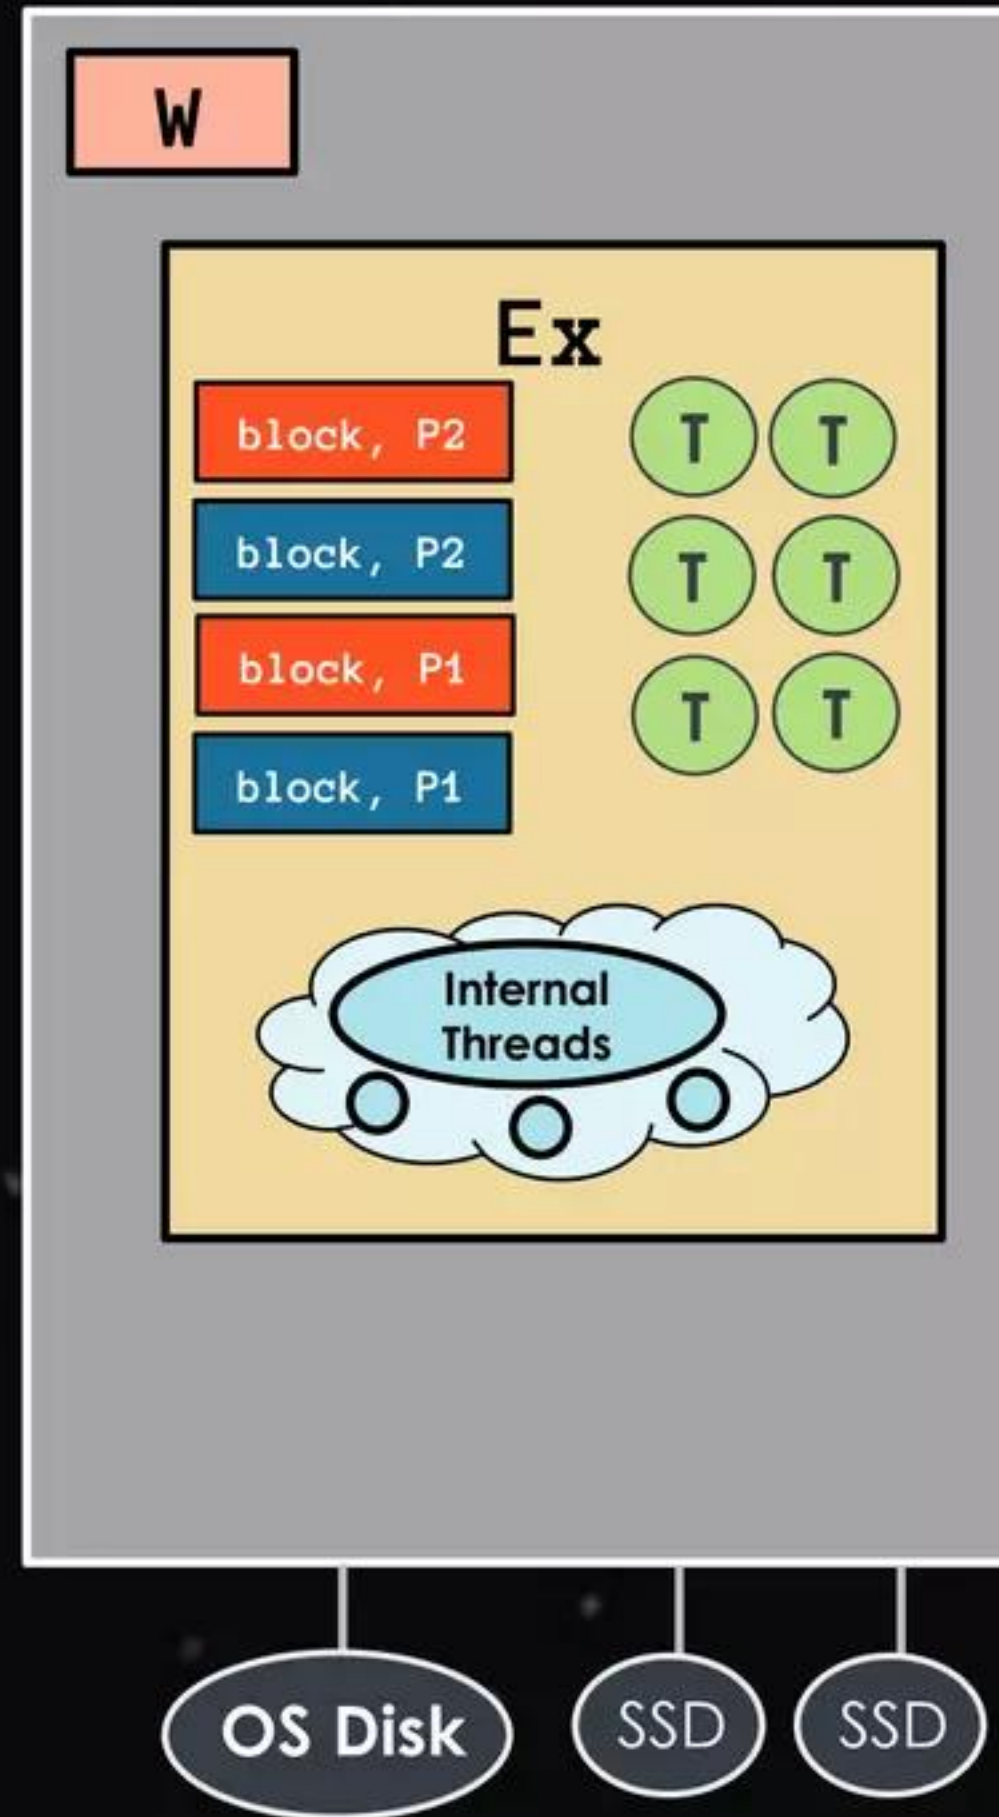 W
Ex
block, P2
T T
block, P2
T T
block, P1
T T
block, P1
Internal
Threads
OS Disk
SSD
SSD